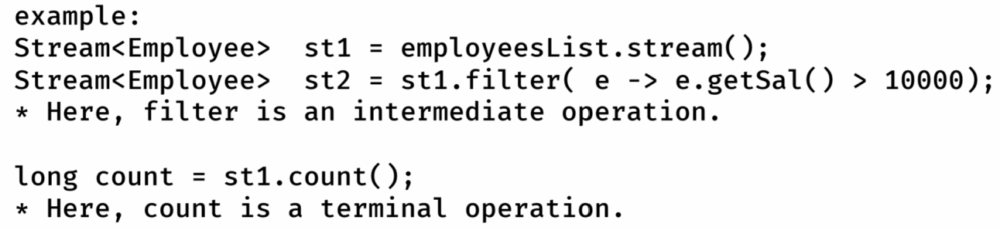 example:
Stream<Employee>  st1 = employeesList.stream();
Stream<Employee>  st2 = st1.filter( e -> e.getSal() > 10000);
* Here, filter is an intermediate operation.
long count = st1.count();
* Here, count is a terminal operation.